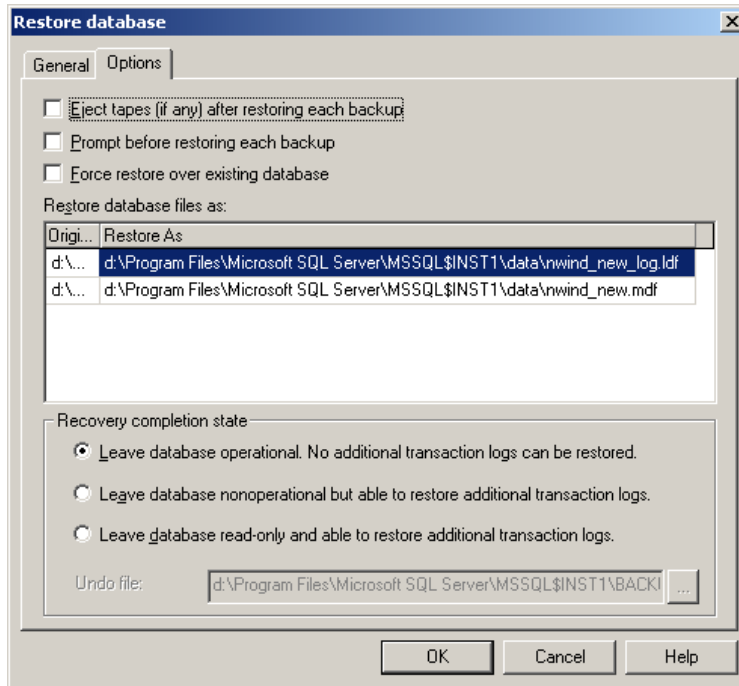 Restore database
General Options
Eject tapes (if any) after restoring each backup
Prompt before restoring each backup
Force restore over existing database
Restore database files as:
Origi... Restore As
d:\... d:\Program Files\Microsoft SQL Server\MSSQL$INST1\data\nwind_new_log.ldf
d:\... d:\Program Files\Microsoft SQL Server\MSSQL$INST1\data\nwind_new.mdf
Recovery completion state
Leave database operational. No additional transaction logs can be restored.
Leave database nonoperational but able to restore additional transaction logs.
Leave database read-only and able to restore additional transaction logs.
Undo file: d:\Program Files\Microsoft SQL Server\MSSQL$INST1\BACKU ...
OK Cancel Help